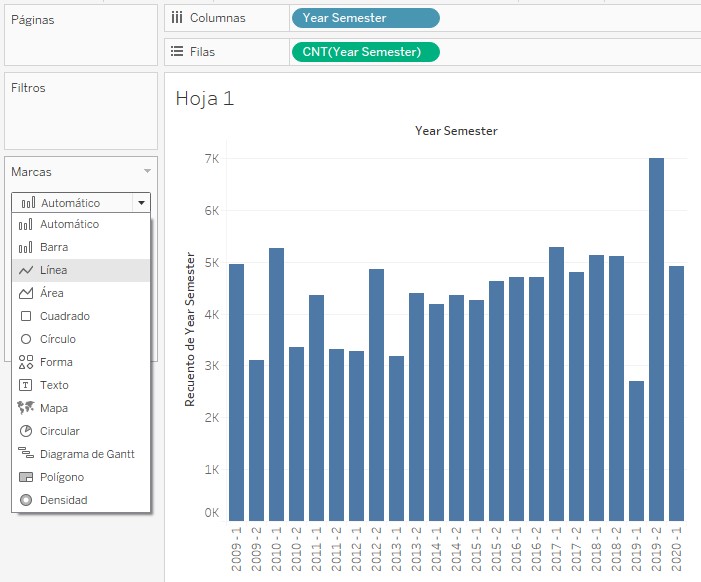 Páginas
Columnas
Year Semester
Filas
CNT(Year Semester)
Filtros
Marcas
Automático
Automático
Barra
Línea
Área
Cuadrado
Círculo
Forma
Texto
Mapa
Circular
Diagrama de Gantt
Polígono
Densidad
Hoja 1
Year Semester
Recuento de Year Semester
7K
6K
5K
4K
3K
2K
1K
0K
2009 - 1
2009 - 2
2010 - 1
2010 - 2
2011 - 1
2011 - 2
2012 - 1
2012 - 2
2013 - 1
2013 - 2
2014 - 1
2014 - 2
2015 - 1
2015 - 2
2016 - 1
2016 - 2
2017 - 1
2017 - 2
2018 - 1
2018 - 2
2019 - 1
2019 - 2
2020 - 1